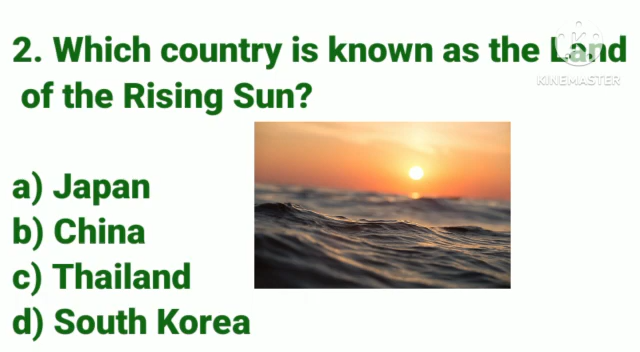 2. Which country is known as the Land
of the Rising Sun?
a) Japan
b) China
c) Thailand
d) South Korea
K
KINEMASTER